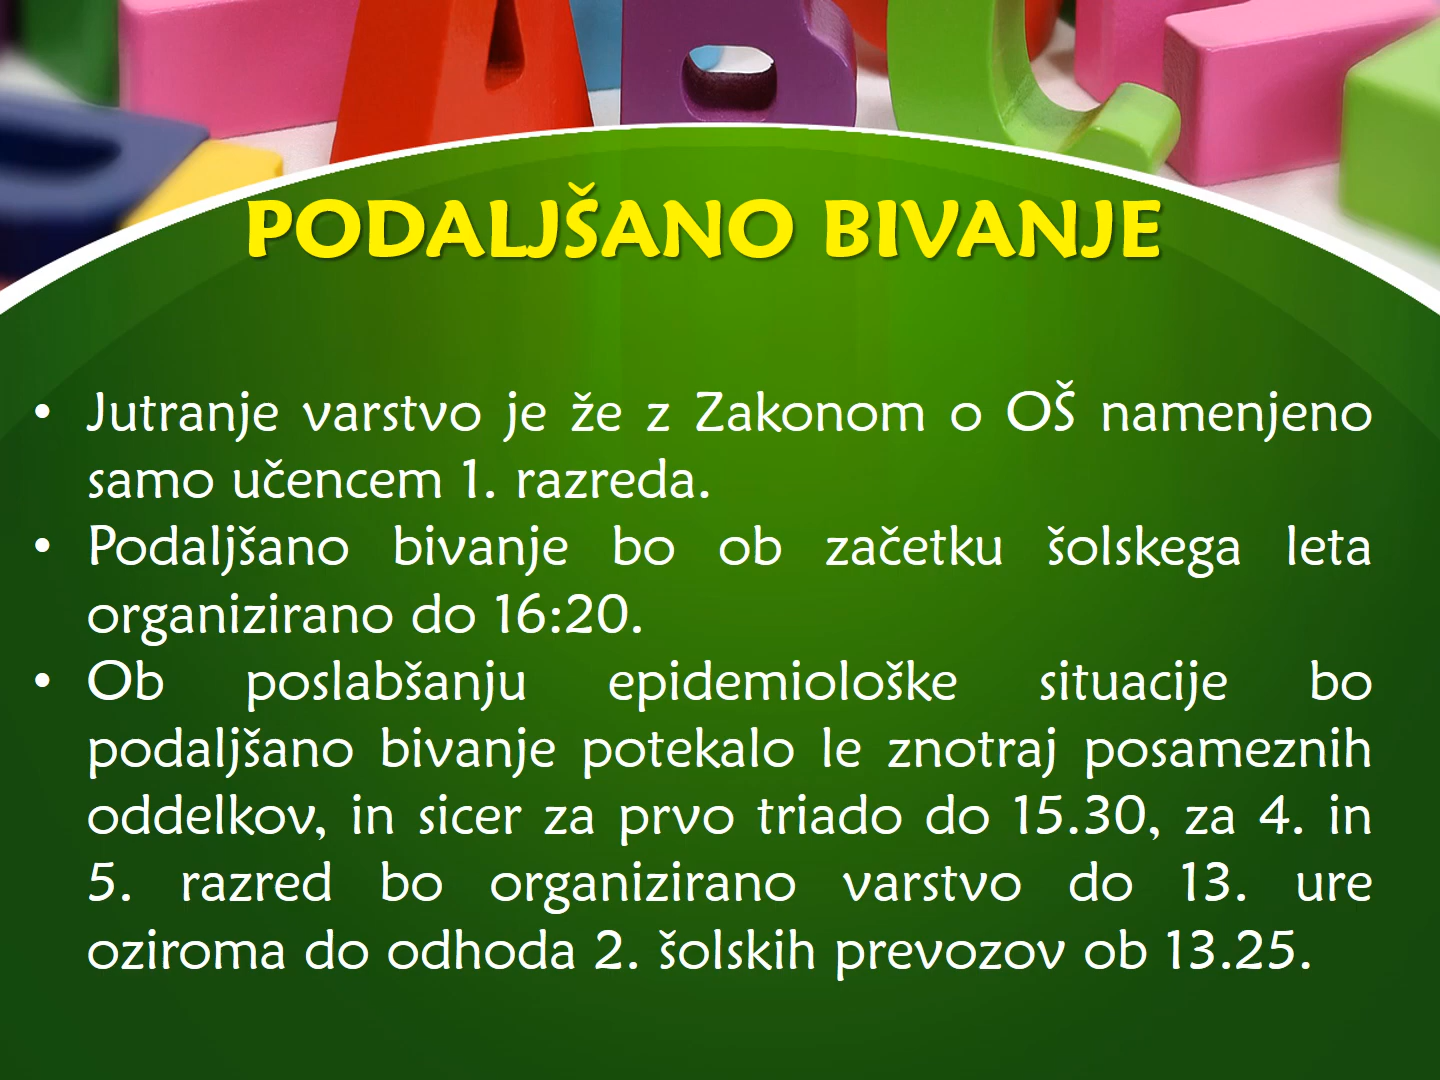 PODALJŠANO BIVANJE
• Jutranje varstvo je že z Zakonom o OŠ namenjeno
samo učencem 1. razreda.
• Podaljšano bivanje bo ob začetku šolskega leta
organizirano do 16:20.
• Ob poslabšanju epidemiološke situacije bo
podaljšano bivanje potekalo le znotraj posameznih
oddelkov, in sicer za prvo triado do 15.30, za 4. in
5. razred bo organizirano varstvo do 13. ure
oziroma do odhoda 2. šolskih prevozov ob 13.25.